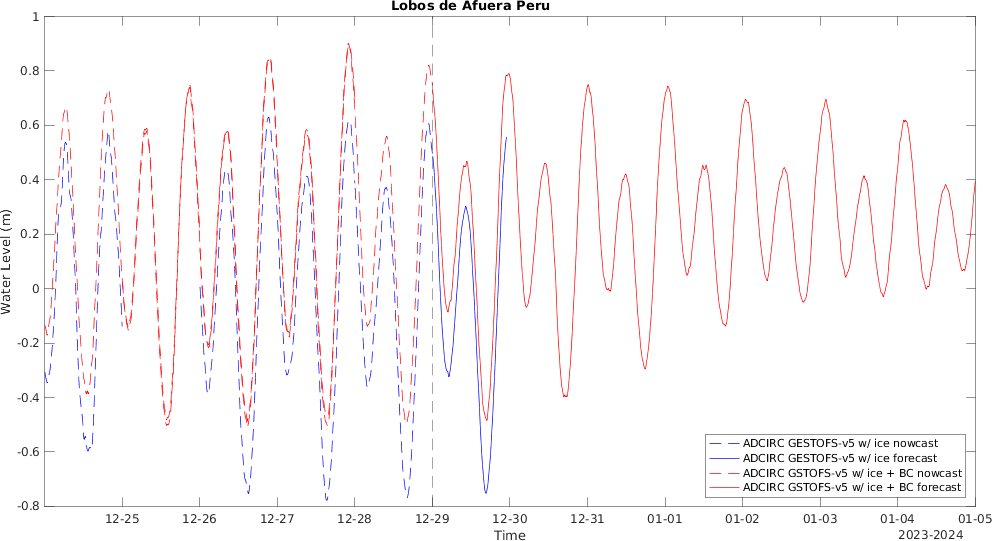 Lobos de Afuera Peru
1
0.8
0.6
0.4
0.2
0
-0.2
-0.4
-0.6
-0.8
Water Level (m)
ADCIRC GESTOFS-v5 w/ ice nowcast
ADCIRC GESTOFS-v5 w/ ice forecast
ADCIRC GSTOFS-v5 w/ ice + BC nowcast
ADCIRC GSTOFS-v5 w/ ice + BC forecast
12-25 12-26 12-27 12-28 12-29 12-30 12-31 01-01 01-02 01-03 01-04 01-05
Time
2023-2024